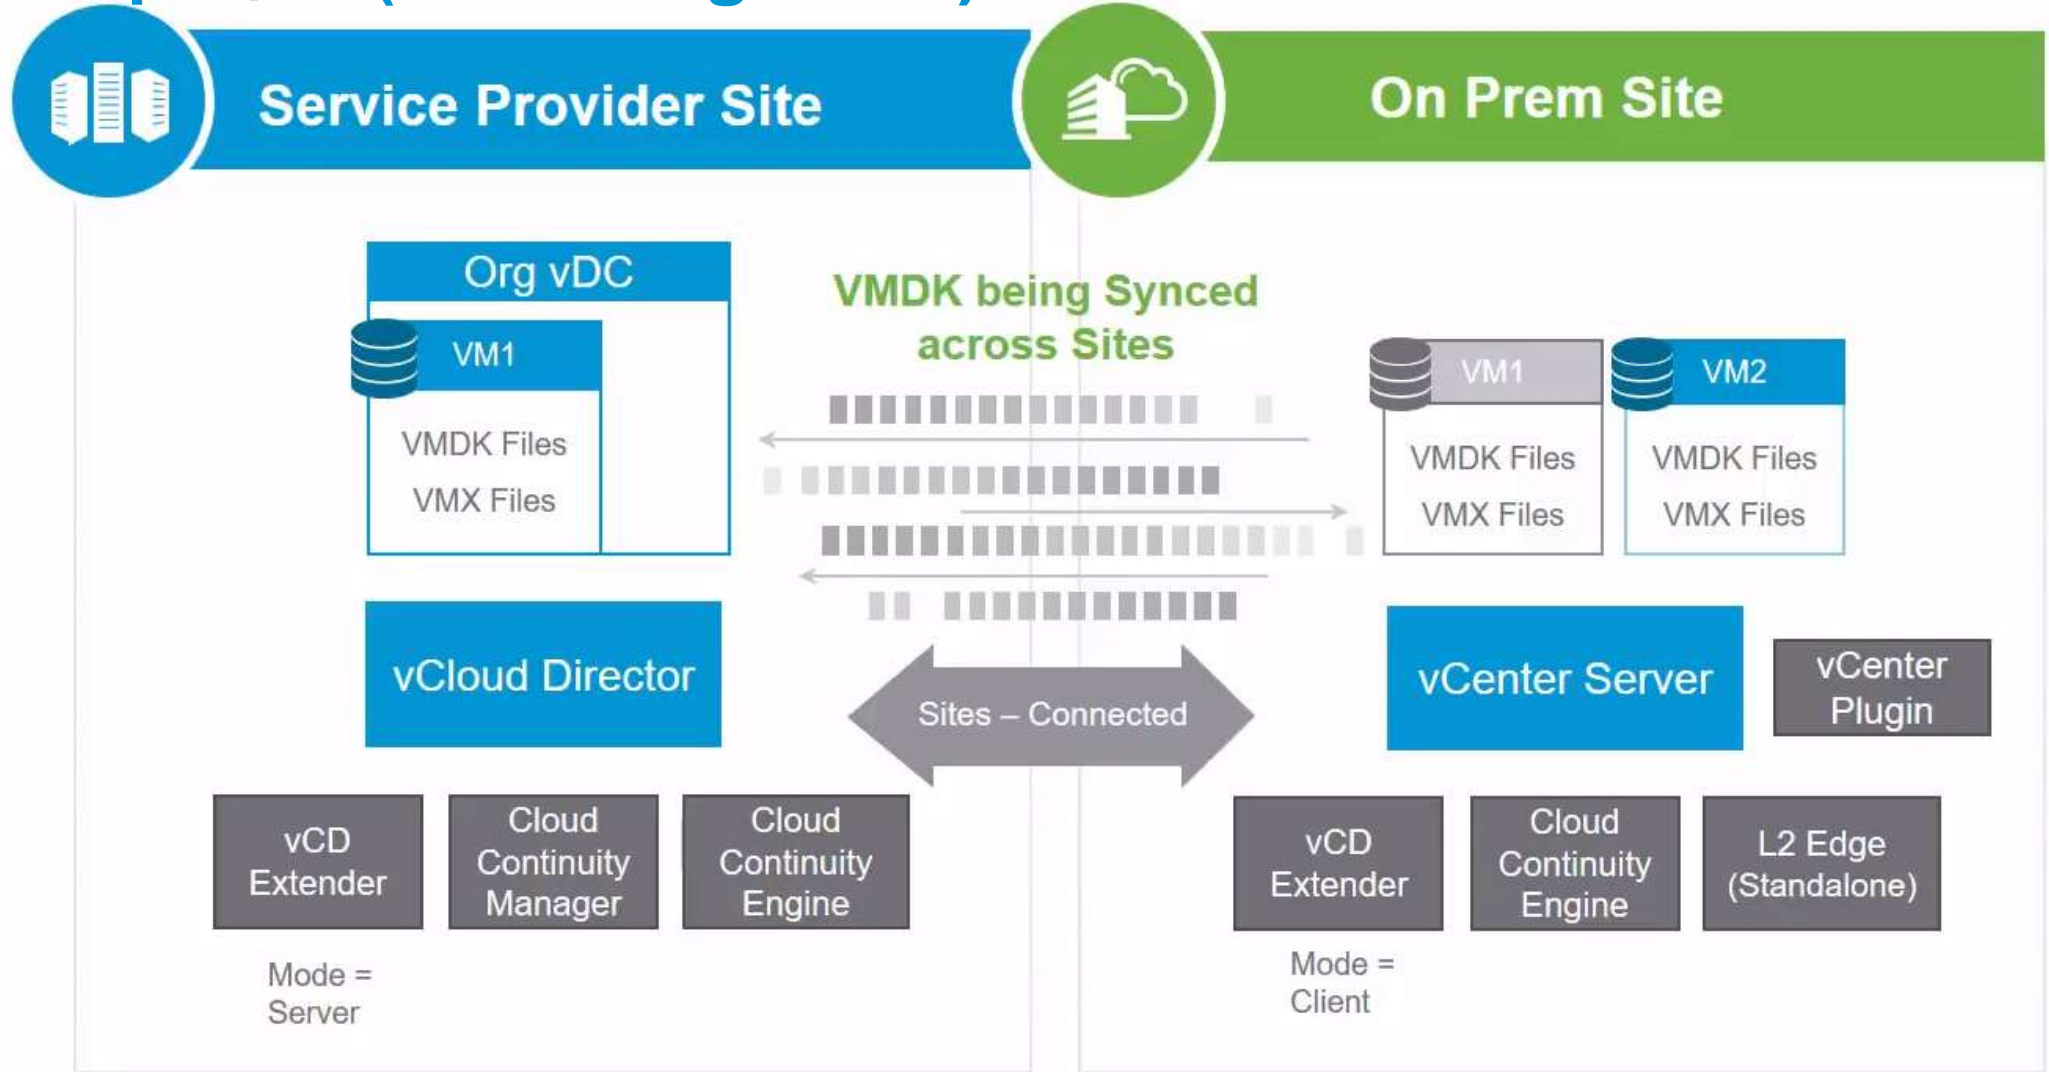 Service Provider Site
On Prem Site
Org vDC
VM1
VMDK Files
VMX Files
VMDK being Synced
across Sites
VM1
VMDK Files
VMX Files
VM2
VMDK Files
VMX Files
vCloud Director
Sites – Connected
vCenter Server
vCenter
Plugin
vCD
Extender
Cloud
Continuity
Manager
Cloud
Continuity
Engine
vCD
Extender
Cloud
Continuity
Engine
L2 Edge
(Standalone)
Mode =
Server
Mode =
Client